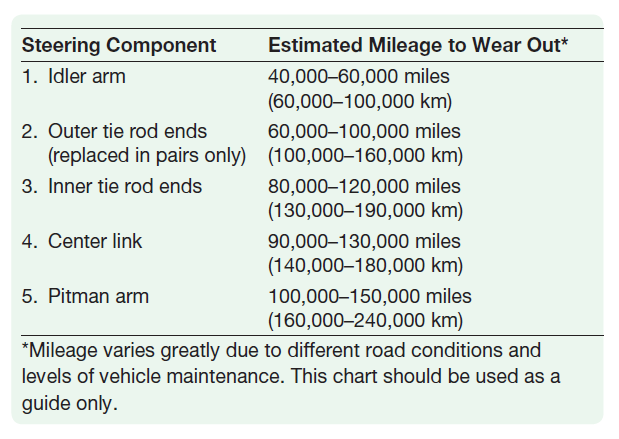 Steering Component Estimated Mileage to Wear Out*
1. Idler arm 40,000–60,000 miles
(60,000–100,000 km)
2. Outer tie rod ends 60,000–100,000 miles
(replaced in pairs only) (100,000–160,000 km)
3. Inner tie rod ends 80,000–120,000 miles
(130,000–190,000 km)
4. Center link 90,000–130,000 miles
(140,000–180,000 km)
5. Pitman arm 100,000–150,000 miles
(160,000–240,000 km)
*Mileage varies greatly due to different road conditions and
levels of vehicle maintenance. This chart should be used as a
guide only.